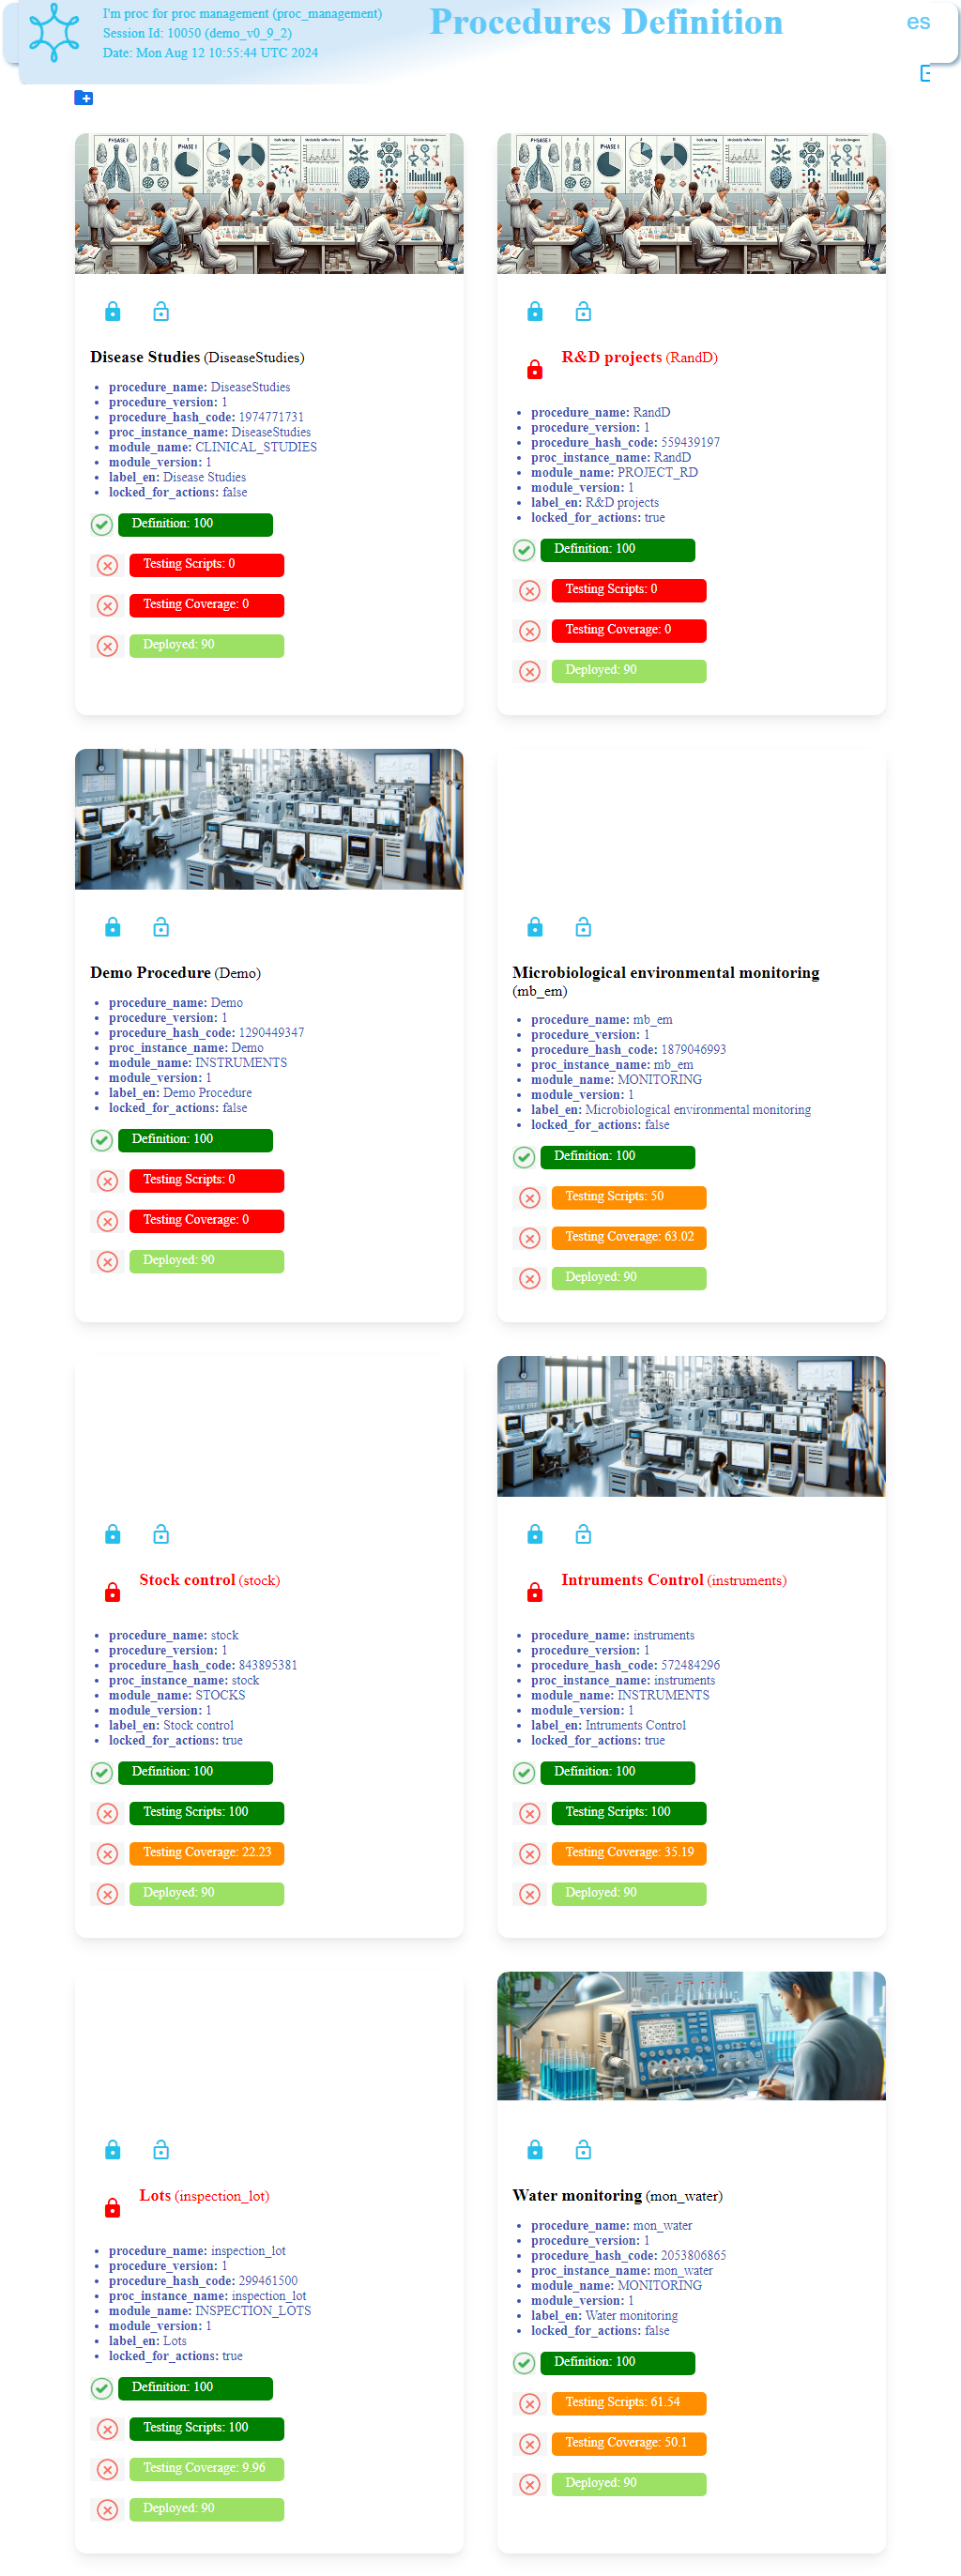 I'm proc for proc management (proc_management)
Session Id: 10050 (demo_v0_9_2)
Date: Mon Aug 12 10:55:44 UTC 2024
Procedures Definition
es
PHASE I
PHASE I
Disease Studies (DiseaseStudies)
procedure_name: DiseaseStudies
procedure_version: 1
procedure_hash_code: 1974771731
proc_instance_name: DiseaseStudies
module_name: CLINICAL_STUDIES
module_version: 1
label_en: Disease Studies
locked_for_actions: false
Definition: 100
Testing Scripts: 0
Testing Coverage: 0
Deployed: 90
PHASE I
PHASE I
R&D projects (RandD)
procedure_name: RandD
procedure_version: 1
procedure_hash_code: 559439197
proc_instance_name: RandD
module_name: PROJECT_RD
module_version: 1
label_en: R&D projects
locked_for_actions: true
Definition: 100
Testing Scripts: 0
Testing Coverage: 0
Deployed: 90
Demo Procedure (Demo)
procedure_name: Demo
procedure_version: 1
procedure_hash_code: 1290449347
proc_instance_name: Demo
module_name: INSTRUMENTS
module_version: 1
label_en: Demo Procedure
locked_for_actions: false
Definition: 100
Testing Scripts: 0
Testing Coverage: 0
Deployed: 90
Microbiological environmental monitoring
(mb_em)
procedure_name: mb_em
procedure_version: 1
procedure_hash_code: 1879046993
proc_instance_name: mb_em
module_name: MONITORING
module_version: 1
label_en: Microbiological environmental monitoring
locked_for_actions: false
Definition: 100
Testing Scripts: 50
Testing Coverage: 63.02
Deployed: 90
Stock control (stock)
procedure_name: stock
procedure_version: 1
procedure_hash_code: 843895381
proc_instance_name: stock
module_name: STOCKS
module_version: 1
label_en: Stock control
locked_for_actions: true
Definition: 100
Testing Scripts: 100
Testing Coverage: 22.23
Deployed: 90
Intruments Control (instruments)
procedure_name: instruments
procedure_version: 1
procedure_hash_code: 572484296
proc_instance_name: instruments
module_name: INSTRUMENTS
module_version: 1
label_en: Intruments Control
locked_for_actions: true
Definition: 100
Testing Scripts: 100
Testing Coverage: 35.19
Deployed: 90
Lots (inspection_lot)
procedure_name: inspection_lot
procedure_version: 1
procedure_hash_code: 299461500
proc_instance_name: inspection_lot
module_name: INSPECTION_LOTS
module_version: 1
label_en: Lots
locked_for_actions: true
Definition: 100
Testing Scripts: 100
Testing Coverage: 9.96
Deployed: 90
Water monitoring (mon_water)
procedure_name: mon_water
procedure_version: 1
procedure_hash_code: 2053806865
proc_instance_name: mon_water
module_name: MONITORING
module_version: 1
label_en: Water monitoring
locked_for_actions: false
Definition: 100
Testing Scripts: 61.54
Testing Coverage: 50.1
Deployed: 90